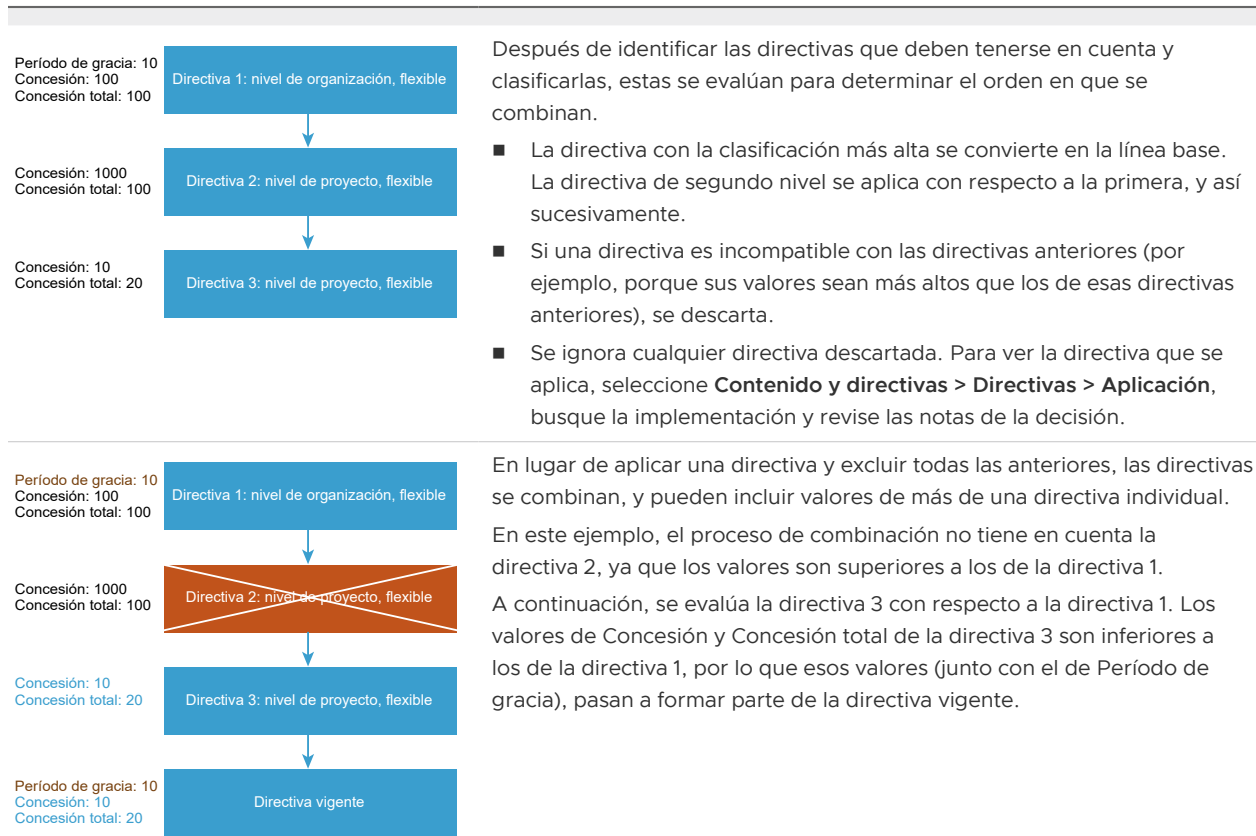 Período de gracia: 10
Concesión: 100
Concesión total: 100
Directiva 1: nivel de organización, flexible
Concesión: 1000
Concesión total: 100
Directiva 2: nivel de proyecto, flexible
Concesión: 10
Concesión total: 20
Directiva 3: nivel de proyecto, flexible
Después de identificar las directivas que deben tenerse en cuenta y
clasificarlas, estas se evalúan para determinar el orden en que se
combinan.
■ La directiva con la clasificación más alta se convierte en la línea base.
La directiva de segundo nivel se aplica con respecto a la primera, y así
sucesivamente.
■ Si una directiva es incompatible con las directivas anteriores (por
ejemplo, porque sus valores sean más altos que los de esas directivas
anteriores), se descarta.
■ Se ignora cualquier directiva descartada. Para ver la directiva que se
aplica, seleccione Contenido y directivas > Directivas > Aplicación,
busque la implementación y revise las notas de la decisión.
Período de gracia: 10
Concesión: 100
Concesión total: 100
Directiva 1: nivel de organización, flexible
Concesión: 1000
Concesión total: 100
Directiva 2: nivel de proyecto, flexible
Concesión: 10
Concesión total: 20
Directiva 3: nivel de proyecto, flexible
Período de gracia: 10
Concesión: 10
Concesión total: 20
Directiva vigente
En lugar de aplicar una directiva y excluir todas las anteriores, las directivas
se combinan, y pueden incluir valores de más de una directiva individual.
En este ejemplo, el proceso de combinación no tiene en cuenta la
directiva 2, ya que los valores son superiores a los de la directiva 1.
A continuación, se evalúa la directiva 3 con respecto a la directiva 1. Los
valores de Concesión y Concesión total de la directiva 3 son inferiores a
los de la directiva 1, por lo que esos valores (junto con el de Período de
gracia), pasan a formar parte de la directiva vigente.